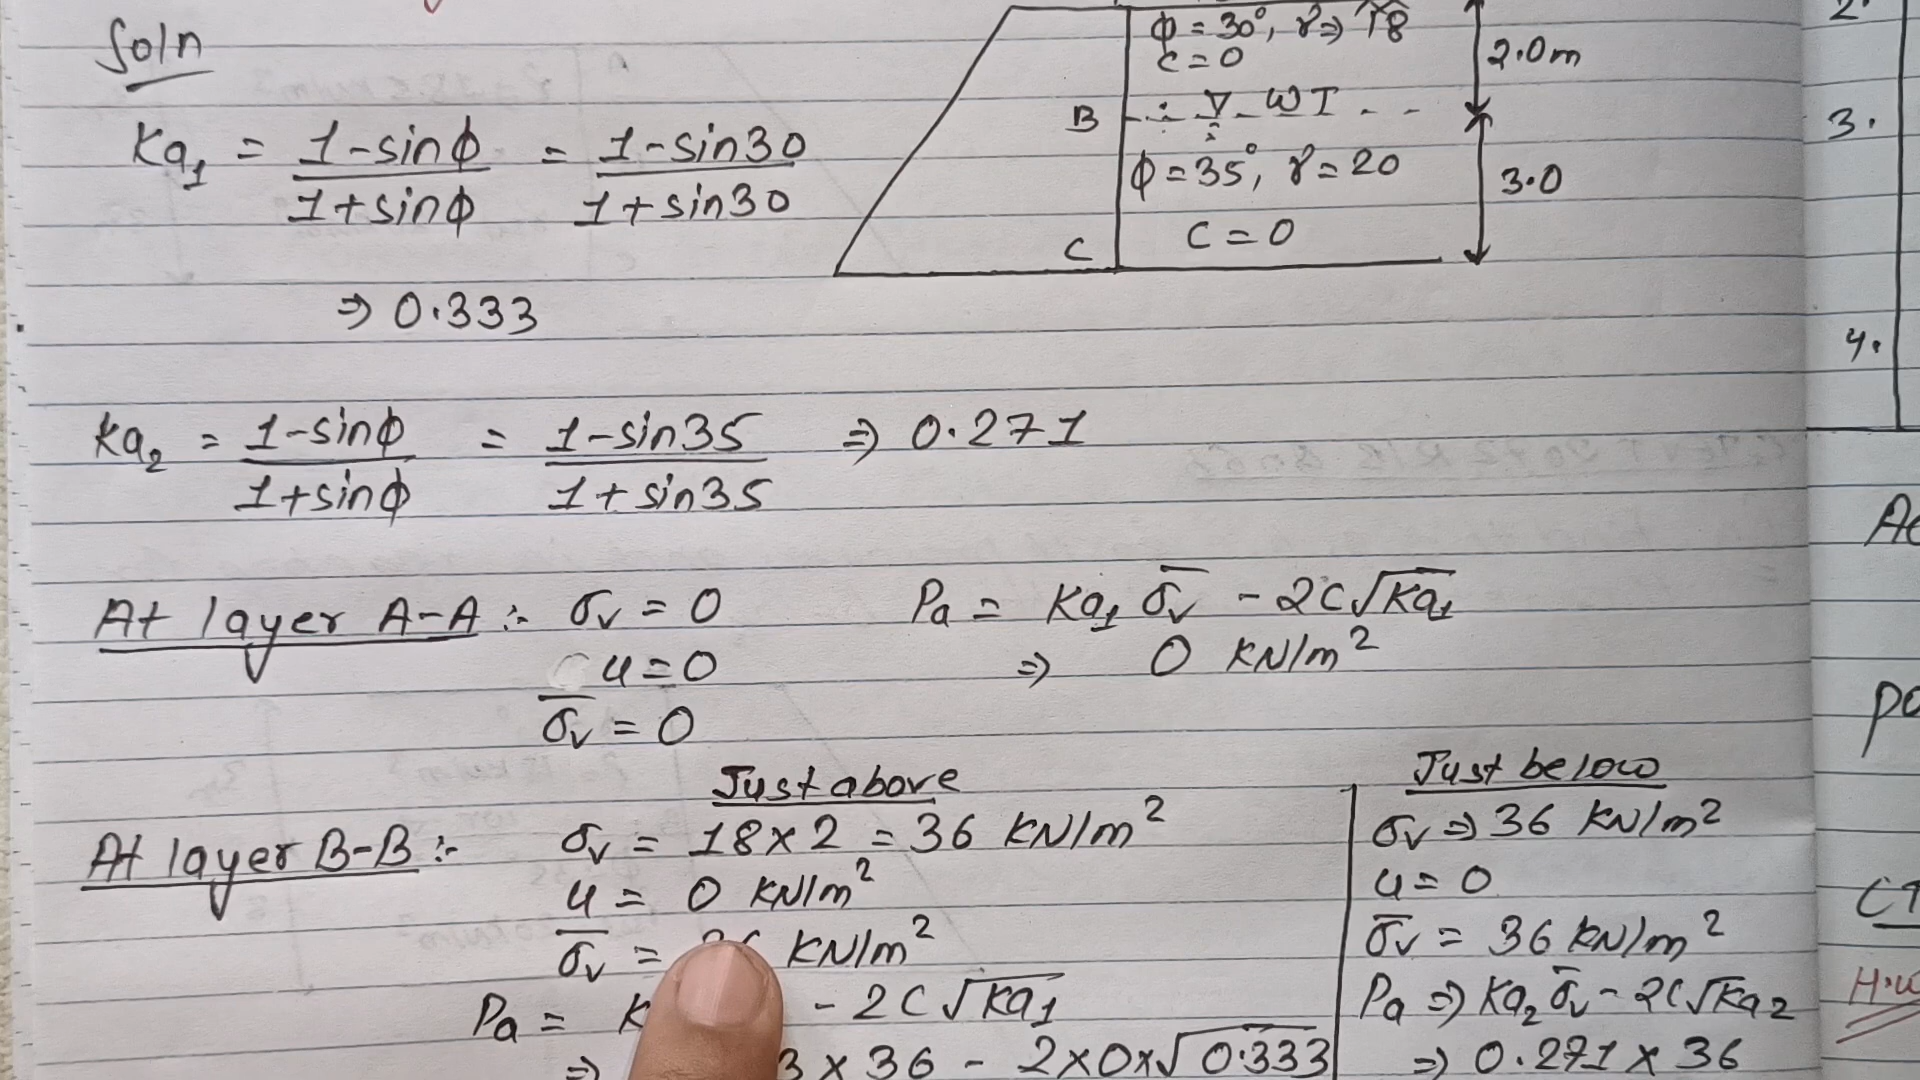 Soln
Ka1 = 1-sinϕ / 1+sinϕ = 1-sin30 / 1+sin30
⇒ 0.333
ϕ = 30°, γ ⇒ 18
C = 0
2.0m
B WT
ϕ = 35°, γ = 20
3.0
C = 0
C
Ka2 = 1-sinϕ / 1+sinϕ = 1-sin35 / 1+sin35 ⇒ 0.271
At layer A-A :- σv = 0
u = 0
σ̄v = 0
Pa = Ka1 σ̄v - 2C√Ka1
⇒ 0 KN/m²
At layer B-B :-
Just above
σv = 18 x 2 = 36 KN/m²
u = 0 KN/m²
σ̄v = KN/m²
Pa = K - 2C√Ka1
⇒ 3 x 36 - 2x0x√0.333
Just below
σv ⇒ 36 KN/m²
u = 0
σ̄v = 36 KN/m²
Pa ⇒ Ka2 σ̄v - 2C√Ka2
⇒ 0.271 x 36
2.
3.
4.